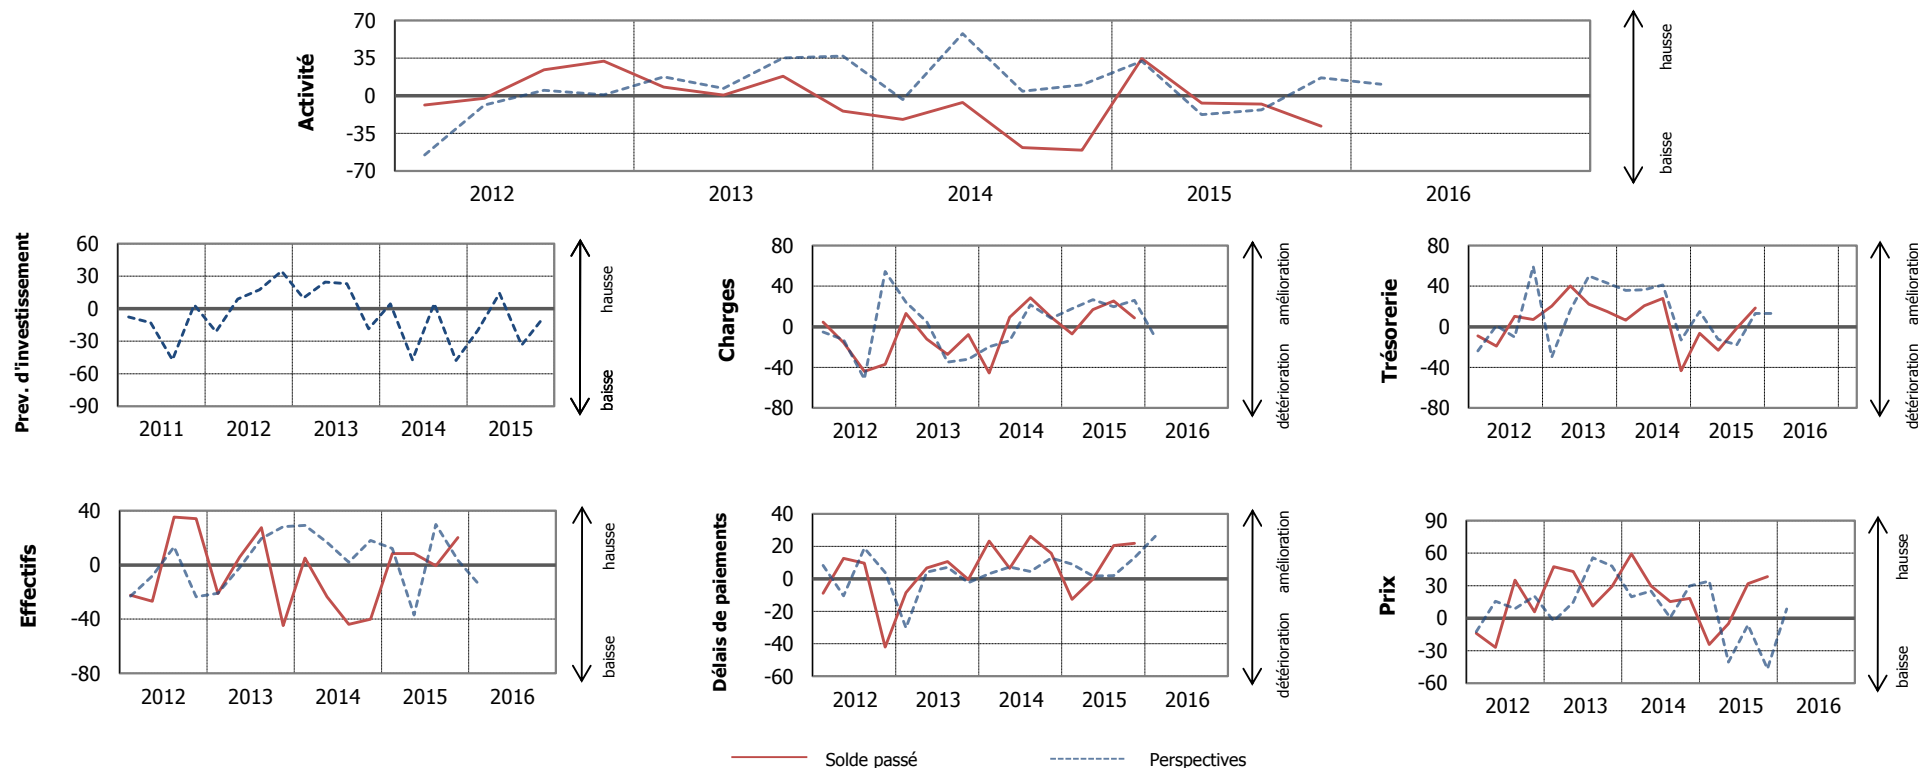 Activité
70
35
0
-35
-70
2012 2013 2014 2015 2016
hausse
baisse
Prev. d'investissement
60
30
0
-30
-60
-90
2011 2012 2013 2014 2015
hausse
baisse
Charges
80
40
0
-40
-80
2012 2013 2014 2015 2016
amélioration
détérioration
Trésorerie
80
40
0
-40
-80
2012 2013 2014 2015 2016
amélioration
détérioration
Effectifs
40
0
-40
-80
2012 2013 2014 2015 2016
hausse
baisse
Délais de paiements
40
20
0
-20
-40
-60
2012 2013 2014 2015 2016
amélioration
détérioration
Prix
90
60
30
0
-30
-60
2012 2013 2014 2015 2016
hausse
baisse
Solde passé
Perspectives